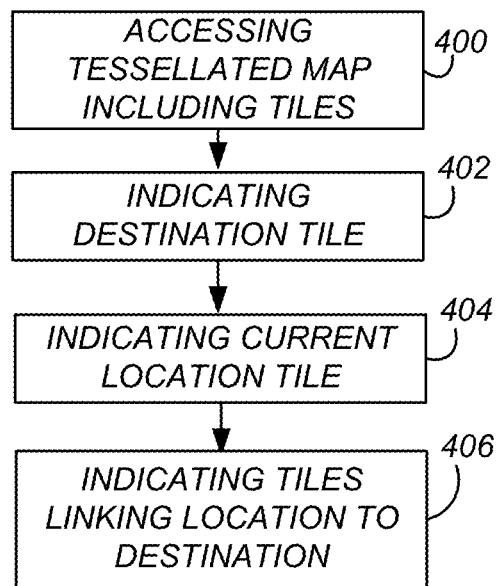 ACCESSING
TESSELLATED MAP
INCLUDING TILES
400
INDICATING
DESTINATION TILE
402
INDICATING CURRENT
LOCATION TILE
404
INDICATING TILES
LINKING LOCATION TO
DESTINATION
406